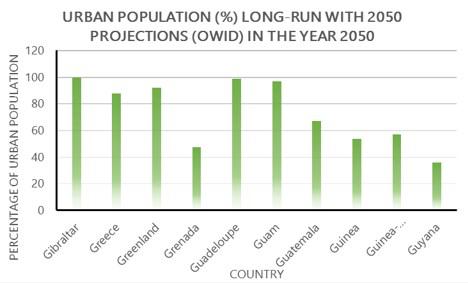 URBAN POPULATION (%) LONG-RUN WITH 2050
PROJECTIONS (OWID) IN THE YEAR 2050
PERCENTAGE OF URBAN POPULATION
120
100
80
60
40
20
0
Gibraltar
Greece
Greenland
Grenada
Guadeloupe
Guam
Guatemala
Guinea
Guinea-...
Guyana
COUNTRY